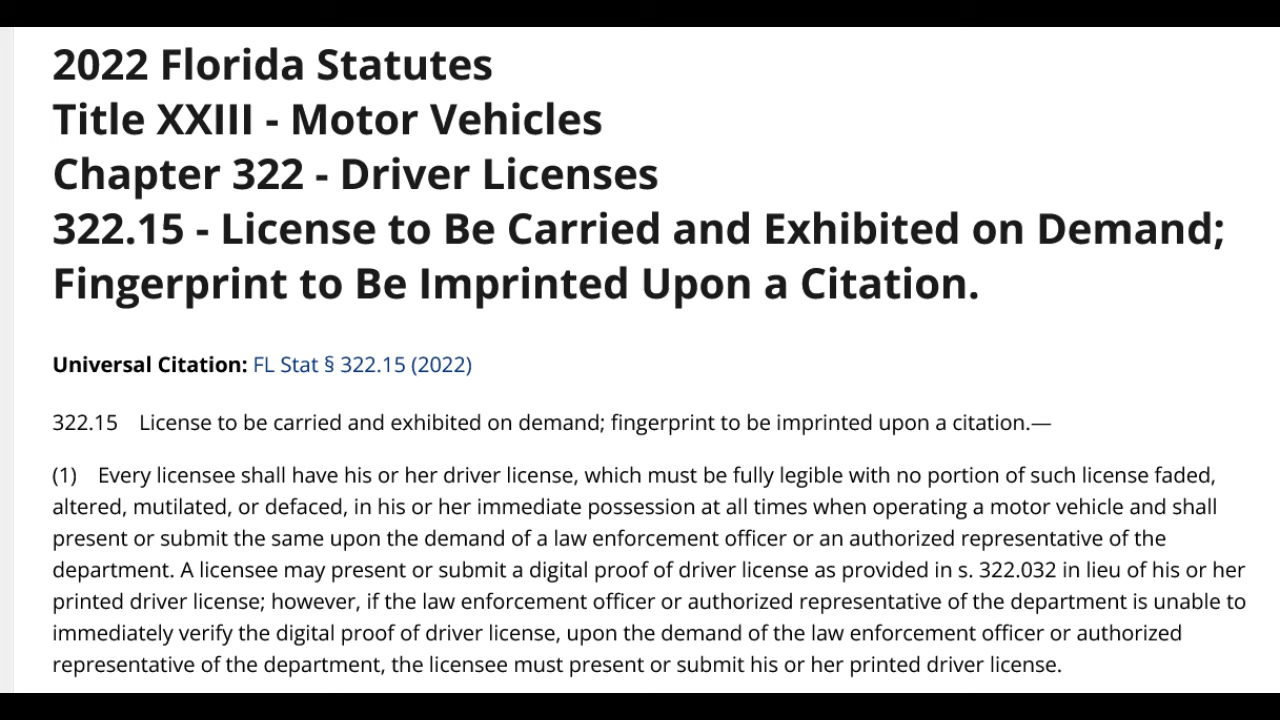 2022 Florida Statutes
Title XXIII - Motor Vehicles
Chapter 322 - Driver Licenses
322.15 - License to Be Carried and Exhibited on Demand;
Fingerprint to Be Imprinted Upon a Citation.
Universal Citation: FL Stat § 322.15 (2022)
322.15 License to be carried and exhibited on demand; fingerprint to be imprinted upon a citation.—
(1) Every licensee shall have his or her driver license, which must be fully legible with no portion of such license faded,
altered, mutilated, or defaced, in his or her immediate possession at all times when operating a motor vehicle and shall
present or submit the same upon the demand of a law enforcement officer or an authorized representative of the
department. A licensee may present or submit a digital proof of driver license as provided in s. 322.032 in lieu of his or her
printed driver license; however, if the law enforcement officer or authorized representative of the department is unable to
immediately verify the digital proof of driver license, upon the demand of the law enforcement officer or authorized
representative of the department, the licensee must present or submit his or her printed driver license.